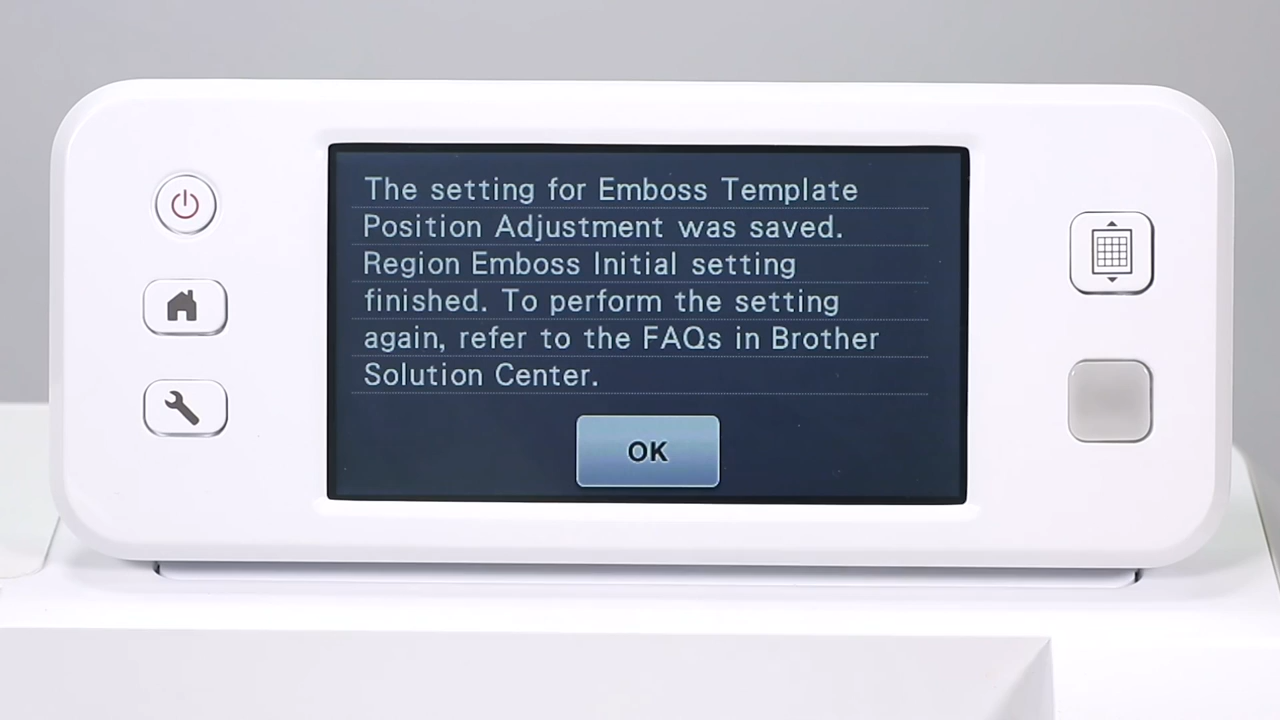 The setting for Emboss Template
Position Adjustment was saved.
Region Emboss Initial setting
finished. To perform the setting
again, refer to the FAQs in Brother
Solution Center.
OK